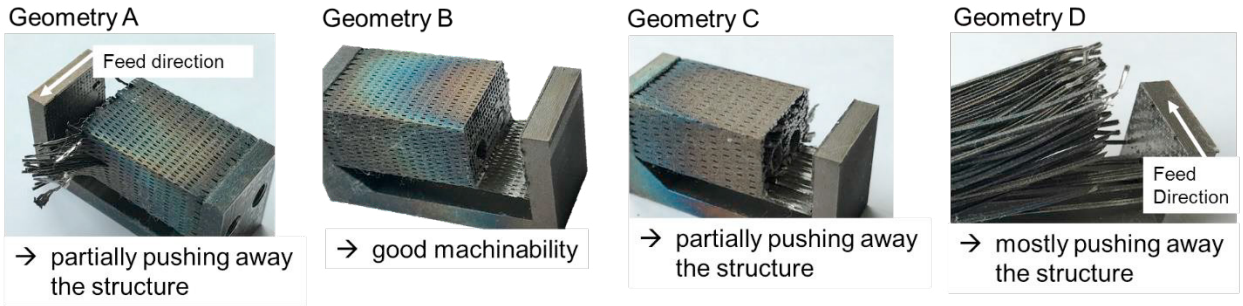 Geometry A
Feed direction
→ partially pushing away
the structure
Geometry B
→ good machinability
Geometry C
→ partially pushing away
the structure
Geometry D
Feed
Direction
→ mostly pushing away
the structure